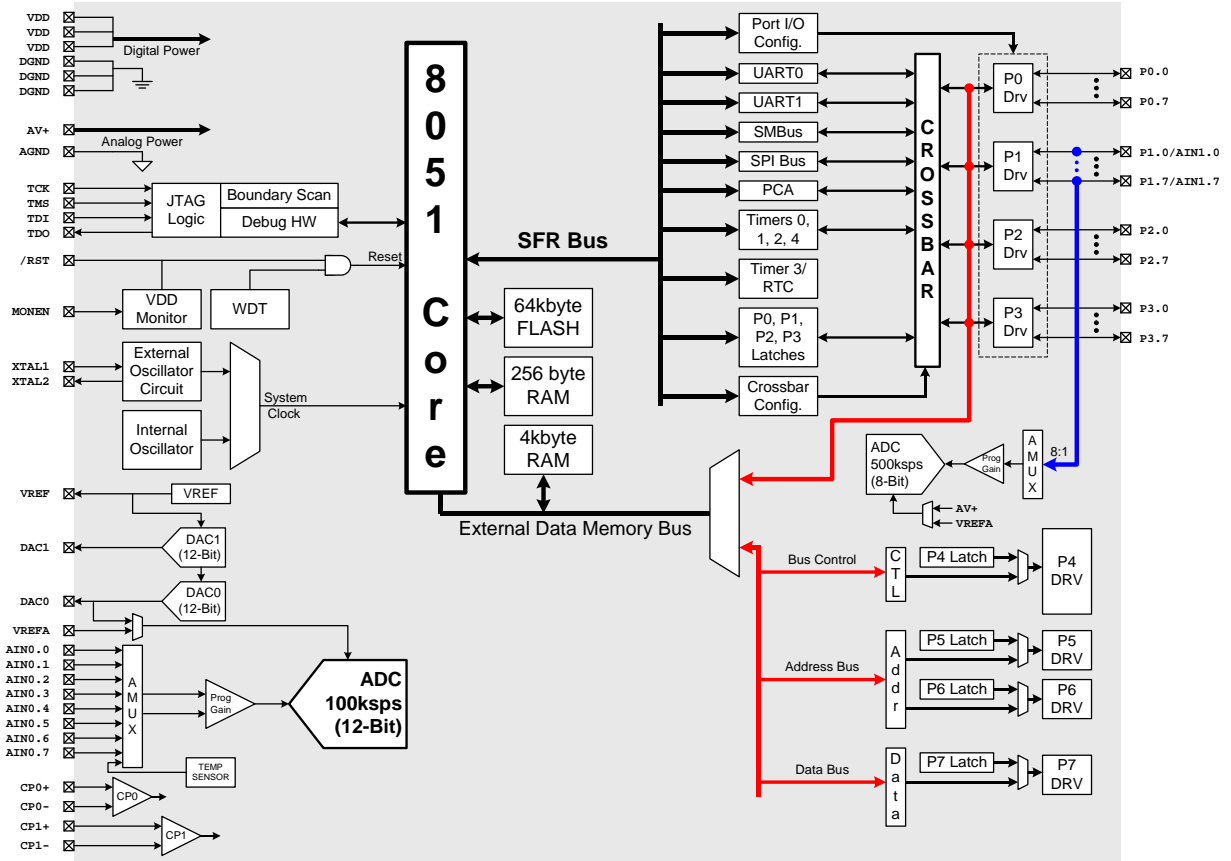 VDD
VDD
VDD
Digital Power
DGND
DGND
DGND
AV+
Analog Power
AGND
TCK
TMS
TDI
TDO
JTAG
Logic
Boundary Scan
Debug HW
/RST
Reset
MONEN
VDD
Monitor
WDT
XTAL1
XTAL2
External
Oscillator
Circuit
Internal
Oscillator
System
Clock
VREF
VREF
DAC1
DAC1
(12-Bit)
DAC0
DAC0
(12-Bit)
VREFA
AIN0.0
AIN0.1
AIN0.2
AIN0.3
AIN0.4
AIN0.5
AIN0.6
AIN0.7
AMUX
Prog
Gain
ADC
100ksps
(12-Bit)
TEMP
SENSOR
CP0+
CP0-
CP0
CP1+
CP1-
CP1
8051 Core
SFR Bus
64kbyte
FLASH
256 byte
RAM
4kbyte
RAM
External Data Memory Bus
Port I/O
Config.
UART0
UART1
SMBus
SPI Bus
PCA
Timers 0,
1, 2, 4
Timer 3/
RTC
P0, P1,
P2, P3
Latches
Crossbar
Config.
CROSSBAR
P0
Drv
P1
Drv
P2
Drv
P3
Drv
P0.0
P0.7
P1.0/AIN1.0
P1.7/AIN1.7
P2.0
P2.7
P3.0
P3.7
ADC
500ksps
(8-Bit)
Prog
Gain
AMUX
8:1
AV+
VREFA
Bus Control
CTL
P4 Latch
P4
DRV
Address Bus
Addr
P5 Latch
P5
DRV
P6 Latch
P6
DRV
Data Bus
Data
P7 Latch
P7
DRV